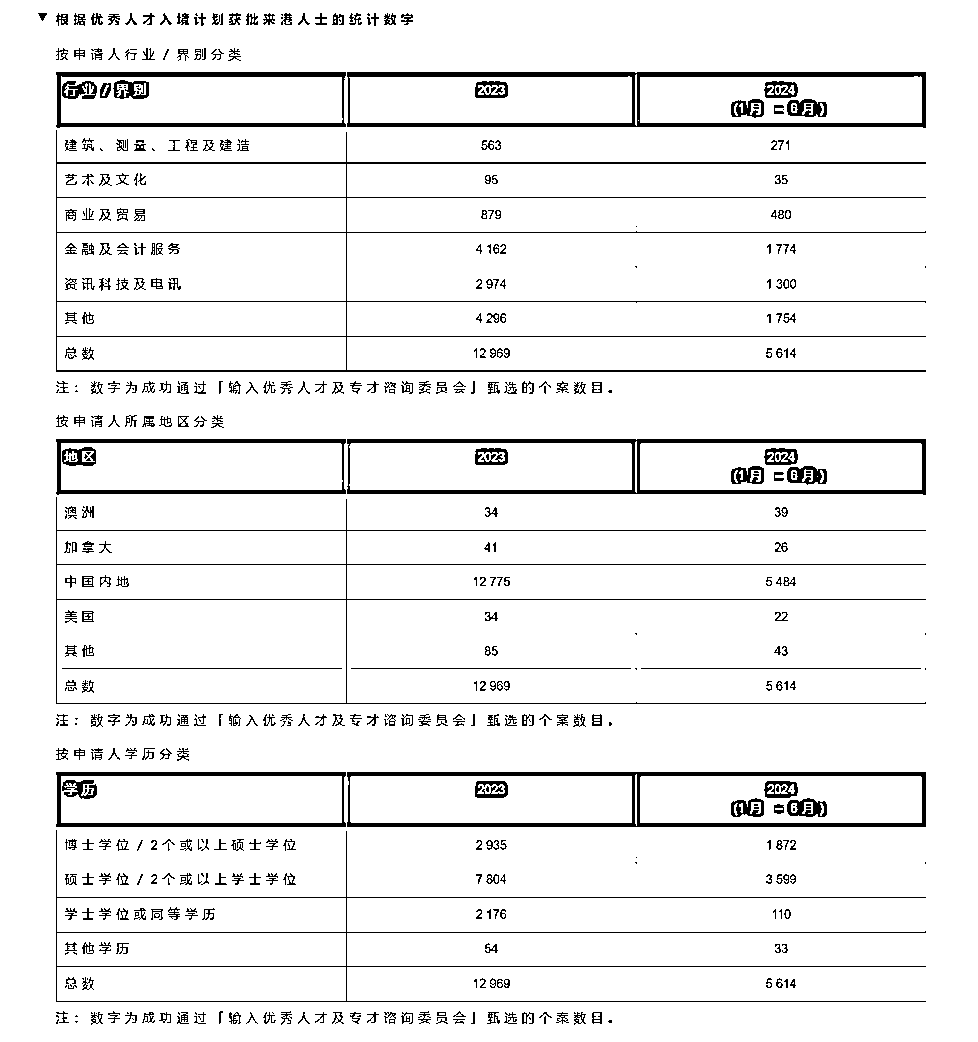 ▼ 根据优秀人才入境计划获批来港人士的统计数字
按申请人行业 / 界别分类
行业 / 界别 2023 2024
(1月 – 6月)
建筑、测量、工程及建造 563 271
艺术及文化 95 35
商业及贸易 879 480
金融及会计服务 4 162 1 774
资讯科技及电讯 2 974 1 300
其他 4 296 1 754
总数 12 969 5 614
注: 数字为成功通过「输入优秀人才及专才咨询委员会」甄选的个案数目。
按申请人所属地区分类
地区 2023 2024
(1月 – 6月)
澳洲 34 39
加拿大 41 26
中国内地 12 775 5 484
美国 34 22
其他 85 43
总数 12 969 5 614
注: 数字为成功通过「输入优秀人才及专才咨询委员会」甄选的个案数目。
按申请人学历分类
学历 2023 2024
(1月 – 6月)
博士学位 / 2个或以上硕士学位 2 935 1 872
硕士学位 / 2个或以上学士学位 7 804 3 599
学士学位或同等学历 2 176 110
其他学历 54 33
总数 12 969 5 614
注: 数字为成功通过「输入优秀人才及专才咨询委员会」甄选的个案数目。